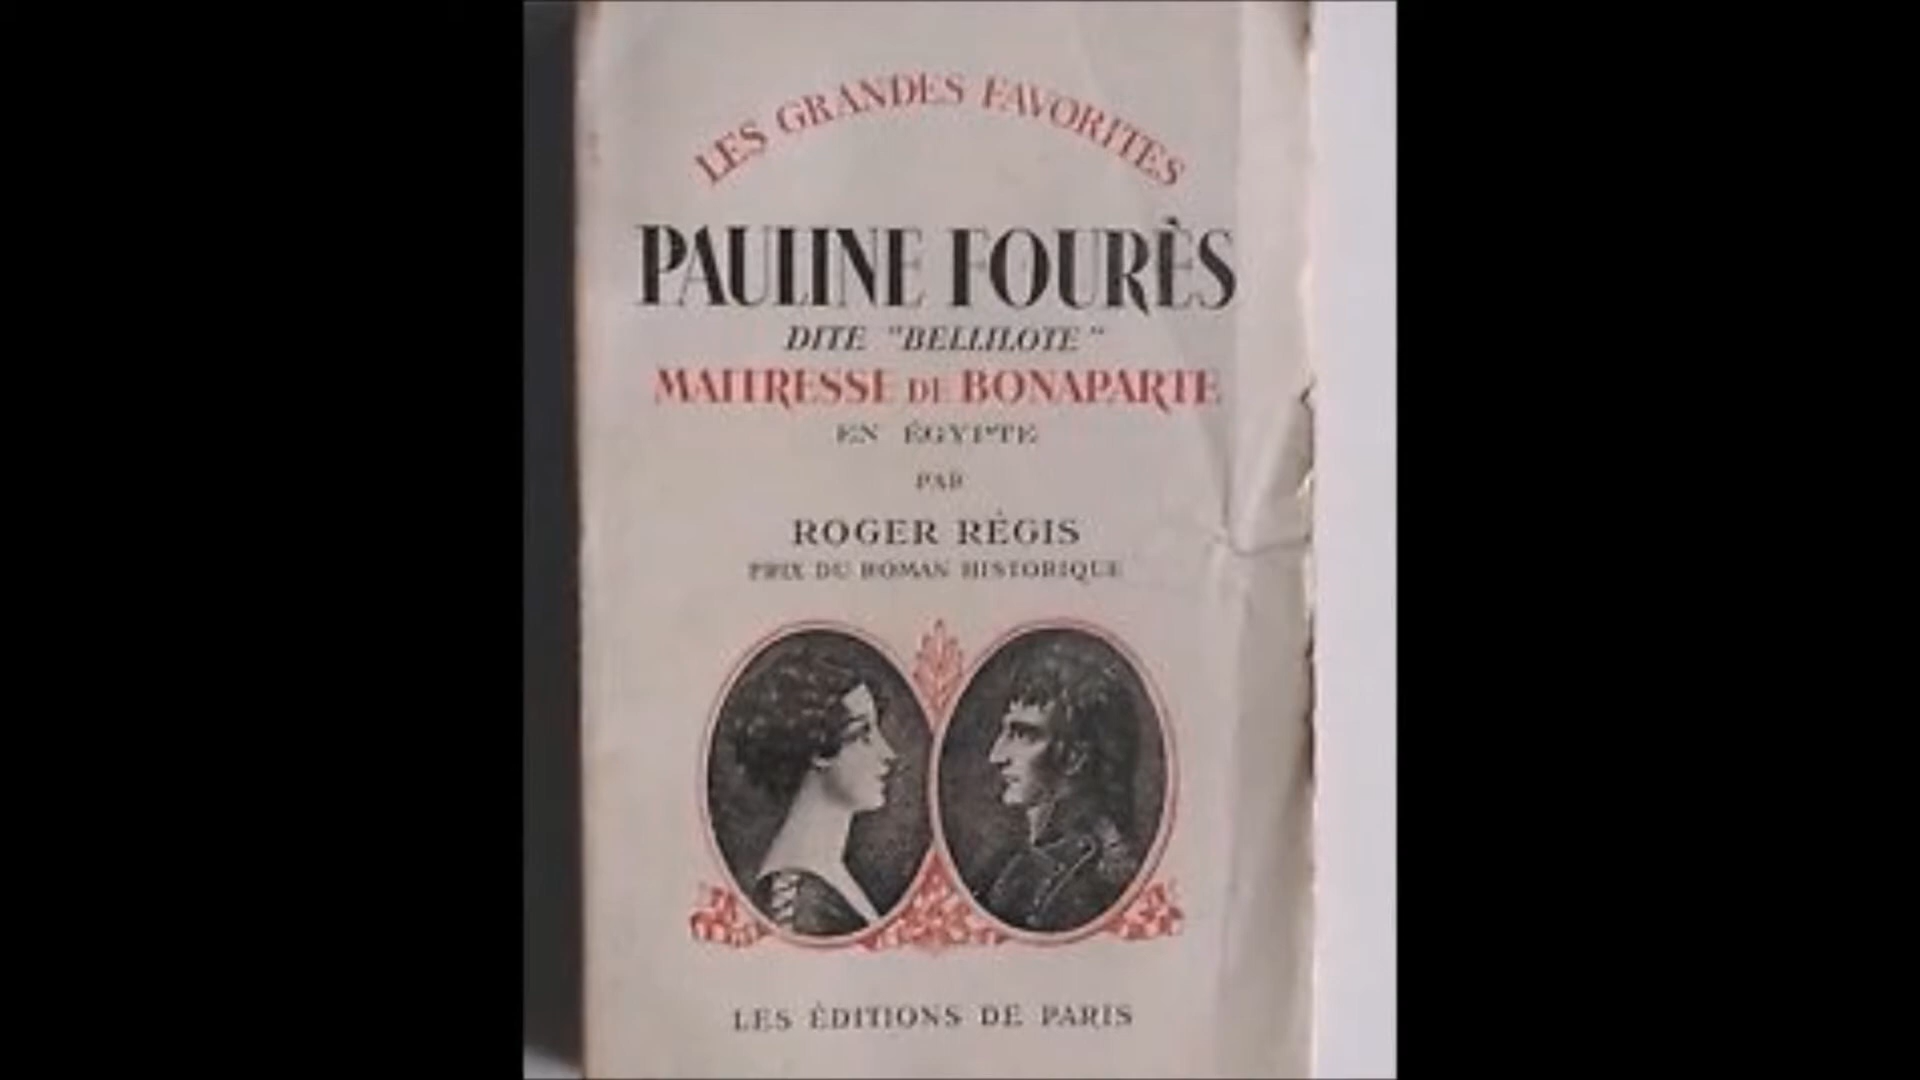 LES GRANDES FAVORITES
PAULINE FOURÈS
DITE "BELLILOTE"
MAITRESSE DE BONAPARTE
EN ÉGYPTE
PAR
ROGER RÉGIS
PRIX DU ROMAN HISTORIQUE
LES ÉDITIONS DE PARIS